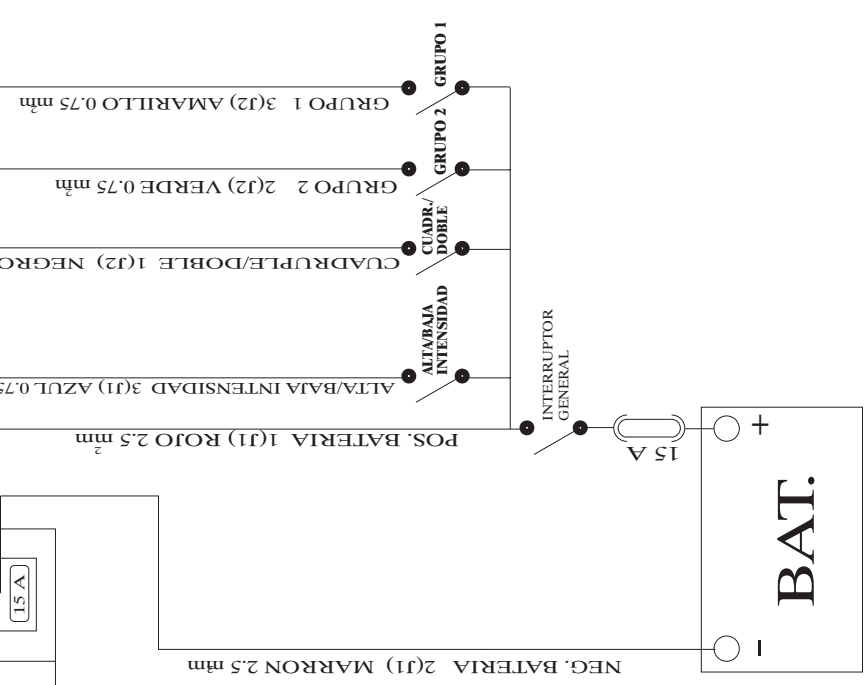 GRUPO 1
GRUPO 1 3(J2) AMARILLO 0.75 mm²
GRUPO 2
GRUPO 2 2(J2) VERDE 0.75 mm²
CUADR./
DOBLE
CUADRUPLE/DOBLE 1(J2) NEGRO
ALTA/BAJA
INTENSIDAD
ALTA/BAJA INTENSIDAD 3(J1) AZUL 0.75
INTERRUPTOR
GENERAL
POS. BATERIA 1(J1) ROJO 2.5 mm²
15 A
+
BAT.
-
15 A
NEG. BATERIA 2(J1) MARRON 2.5 mm²